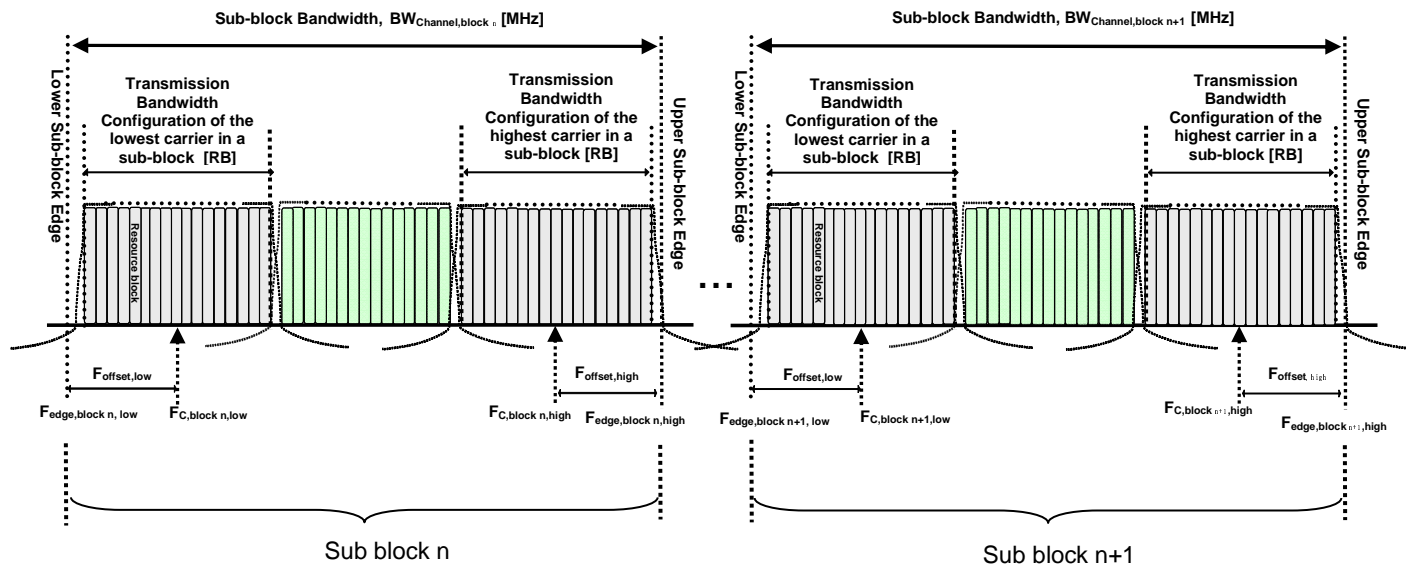 Sub-block Bandwidth, BWChannel,block n [MHz]
Lower Sub-block Edge
Transmission
Bandwidth
Configuration of the
lowest carrier in a
sub-block [RB]
Transmission
Bandwidth
Configuration of the
highest carrier in a
sub-block [RB]
Upper Sub-block Edge
Resource block
Foffset,low
Foffset,high
Fedge,block n, low
FC,block n,low
FC,block n,high
Fedge,block n,high
Sub block n
...
Sub-block Bandwidth, BWChannel,block n+1 [MHz]
Lower Sub-block Edge
Transmission
Bandwidth
Configuration of the
lowest carrier in a
sub-block [RB]
Transmission
Bandwidth
Configuration of the
highest carrier in a
sub-block [RB]
Upper Sub-block Edge
Resource block
Foffset,low
Foffset,high
Fedge,block n+1, low
FC,block n+1,low
FC,block n+1,high
Fedge,block n+1,high
Sub block n+1